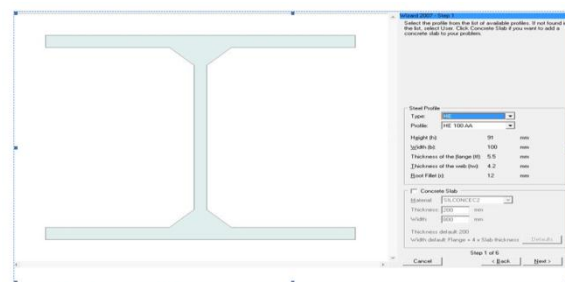 Wizard 2007 - Step 1
Select the profile from the list of available profiles. If not found in
the list, select User. Click Concrete Slab if you want to add a
concrete slab to your problem.
Steel Profile
Type: HE
Profile: HE 100 AA
Height (h) 91 mm
Width (b) 100 mm
Thickness of the flange (tf) 5.5 mm
Thickness of the web (tw) 4.2 mm
Root Fillet (r) 12 mm
Concrete Slab
Material SILCONCEC2
Thickness 200 mm
Width 800 mm
Thickness default 200
Width default: Flange + 4 x Slab thickness Defaults
Step 1 of 6
Cancel < Back Next >